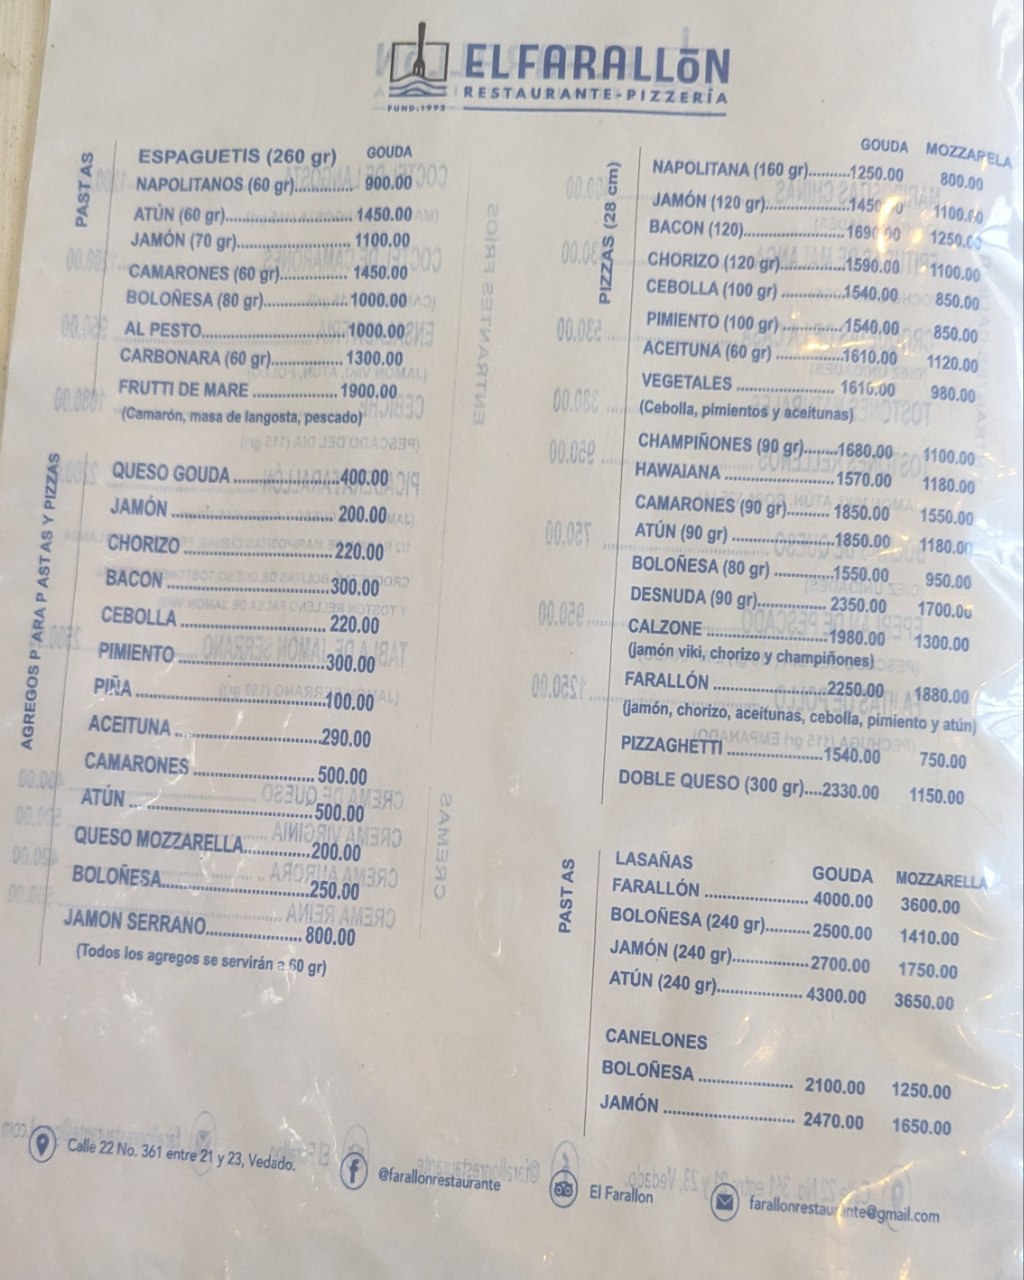 ELFARALLōN
RESTAURANTE-PIZZERÍA
FUND.1992
PASTAS
ESPAGUETIS (260 gr) GOUDA
NAPOLITANOS (60 gr)............. 900.00
ATÚN (60 gr)............................. 1450.00
JAMÓN (70 gr)......................... 1100.00
CAMARONES (60 gr)............... 1450.00
BOLOÑESA (80 gr)................... 1000.00
AL PESTO................................ 1000.00
CARBONARA (60 gr)................ 1300.00
FRUTTI DE MARE ................... 1900.00
(Camarón, masa de langosta, pescado)
AGREGOS P ARA P ASTAS Y PIZZAS
QUESO GOUDA ....................... 400.00
JAMÓN .................................... 200.00
CHORIZO ................................. 220.00
BACON .................................... 300.00
CEBOLLA ................................ 220.00
PIMIENTO ................................ 300.00
PIÑA ......................................... 100.00
ACEITUNA ............................... 290.00
CAMARONES .......................... 500.00
ATÚN ........................................ 500.00
QUESO MOZZARELLA.............. 200.00
BOLOÑESA.............................. 250.00
JAMON SERRANO.................... 800.00
(Todos los agregos se servirán a 60 gr)
PIZZAS (28 cm)
GOUDA MOZZARELA
NAPOLITANA (160 gr)..........1250.00 800.00
JAMÓN (120 gr).................... 1100.00
BACON (120)......................... 1250.00
CHORIZO (120 gr) ................1590.00 1100.00
CEBOLLA (100 gr) ................1540.00 850.00
PIMIENTO (100 gr) ...............1540.00 850.00
ACEITUNA (60 gr) .................1610.00 1120.00
VEGETALES ......................... 1610.00 980.00
(Cebolla, pimientos y aceitunas)
CHAMPIÑONES (90 gr)........1680.00 1100.00
HAWAIANA ........................... 1570.00 1180.00
CAMARONES (90 gr)........... 1850.00 1550.00
ATÚN (90 gr) ........................1850.00 1180.00
BOLOÑESA (80 gr) ..............1550.00 950.00
DESNUDA (90 gr)................. 2350.00 1700.00
CALZONE .............................1980.00 1300.00
(jamón viki, chorizo y champiñones)
FARALLÓN ............................2250.00 1880.00
(jamón, chorizo, aceitunas, cebolla, pimiento y atún)
PIZZAGHETTI .......................1540.00 750.00
DOBLE QUESO (300 gr)....2330.00 1150.00
PASTAS
LASAÑAS GOUDA MOZZARELLA
FARALLÓN ......................... 4000.00 3600.00
BOLOÑESA (240 gr)........... 2500.00 1410.00
JAMÓN (240 gr)................... 2700.00 1750.00
ATÚN (240 gr)...................... 4300.00 3650.00
CANELONES
BOLOÑESA ......................... 2100.00 1250.00
JAMÓN ................................ 2470.00 1650.00
Calle 22 No. 361 entre 21 y 23, Vedado.
@farallonrestaurante
El Farallon
farallonrestaurante@gmail.com